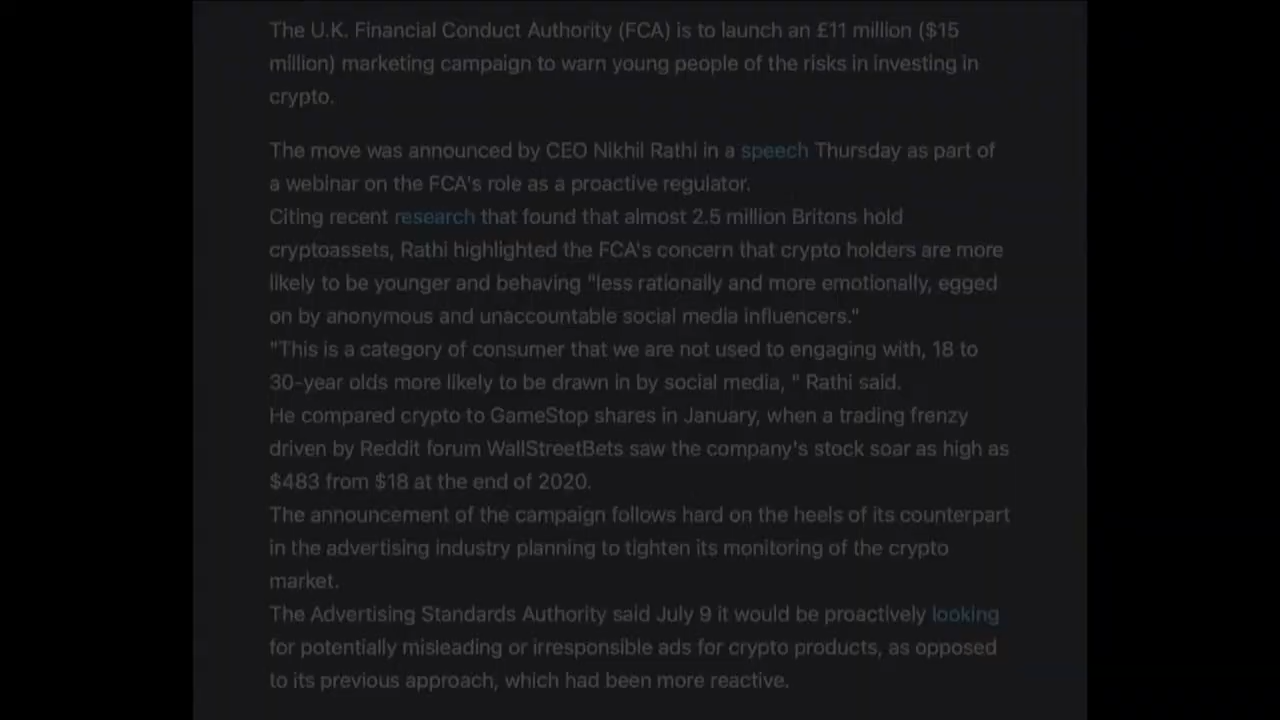 The U.K. Financial Conduct Authority (FCA) is to launch an £11 million ($15
million) marketing campaign to warn young people of the risks in investing in
crypto.
The move was announced by CEO Nikhil Rathi in a speech Thursday as part of
a webinar on the FCA's role as a proactive regulator.
Citing recent research that found that almost 2.5 million Britons hold
cryptoassets, Rathi highlighted the FCA's concern that crypto holders are more
likely to be younger and behaving "less rationally and more emotionally, egged
on by anonymous and unaccountable social media influencers."
"This is a category of consumer that we are not used to engaging with, 18 to
30-year olds more likely to be drawn in by social media, " Rathi said.
He compared crypto to GameStop shares in January, when a trading frenzy
driven by Reddit forum WallStreetBets saw the company's stock soar as high as
$483 from $18 at the end of 2020.
The announcement of the campaign follows hard on the heels of its counterpart
in the advertising industry planning to tighten its monitoring of the crypto
market.
The Advertising Standards Authority said July 9 it would be proactively looking
for potentially misleading or irresponsible ads for crypto products, as opposed
to its previous approach, which had been more reactive.